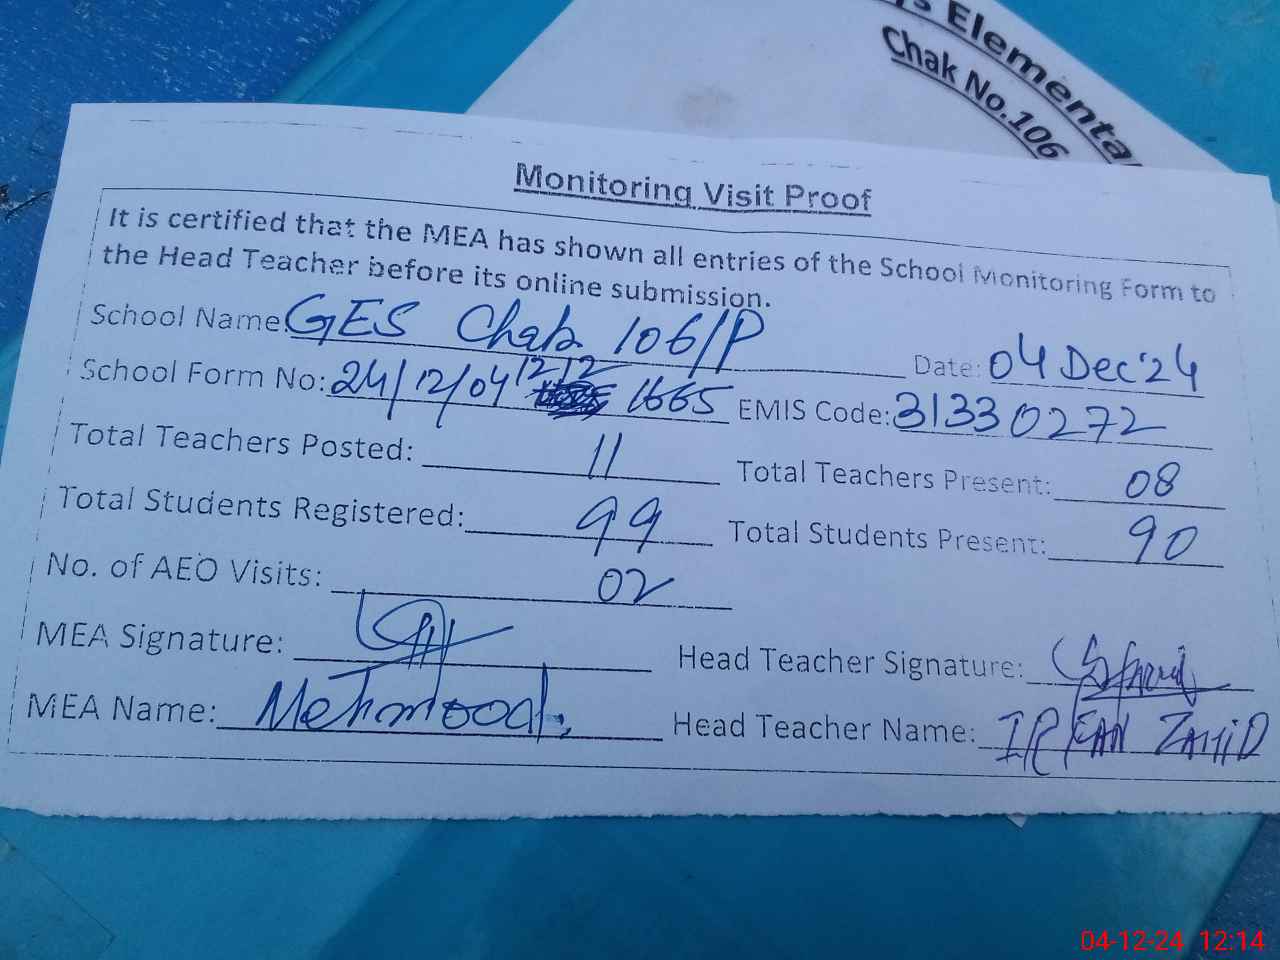 s Elementa
Chak No.106
Monitoring Visit Proof
It is certified that the MEA has shown all entries of the School Monitoring Form to
the Head Teacher before its online submission.
School Name: GES Chak 106/P Date: 04 Dec'24
School Form No: 24/12/04/12/12 1665 EMIS Code: 31330272
Total Teachers Posted: 11 Total Teachers Present: 08
Total Students Registered: 99 Total Students Present: 90
No. of AEO Visits: 02
MEA Signature: Head Teacher Signature:
MEA Name: Mehmood Head Teacher Name: IRFAN ZAHID
04-12-24 12:14